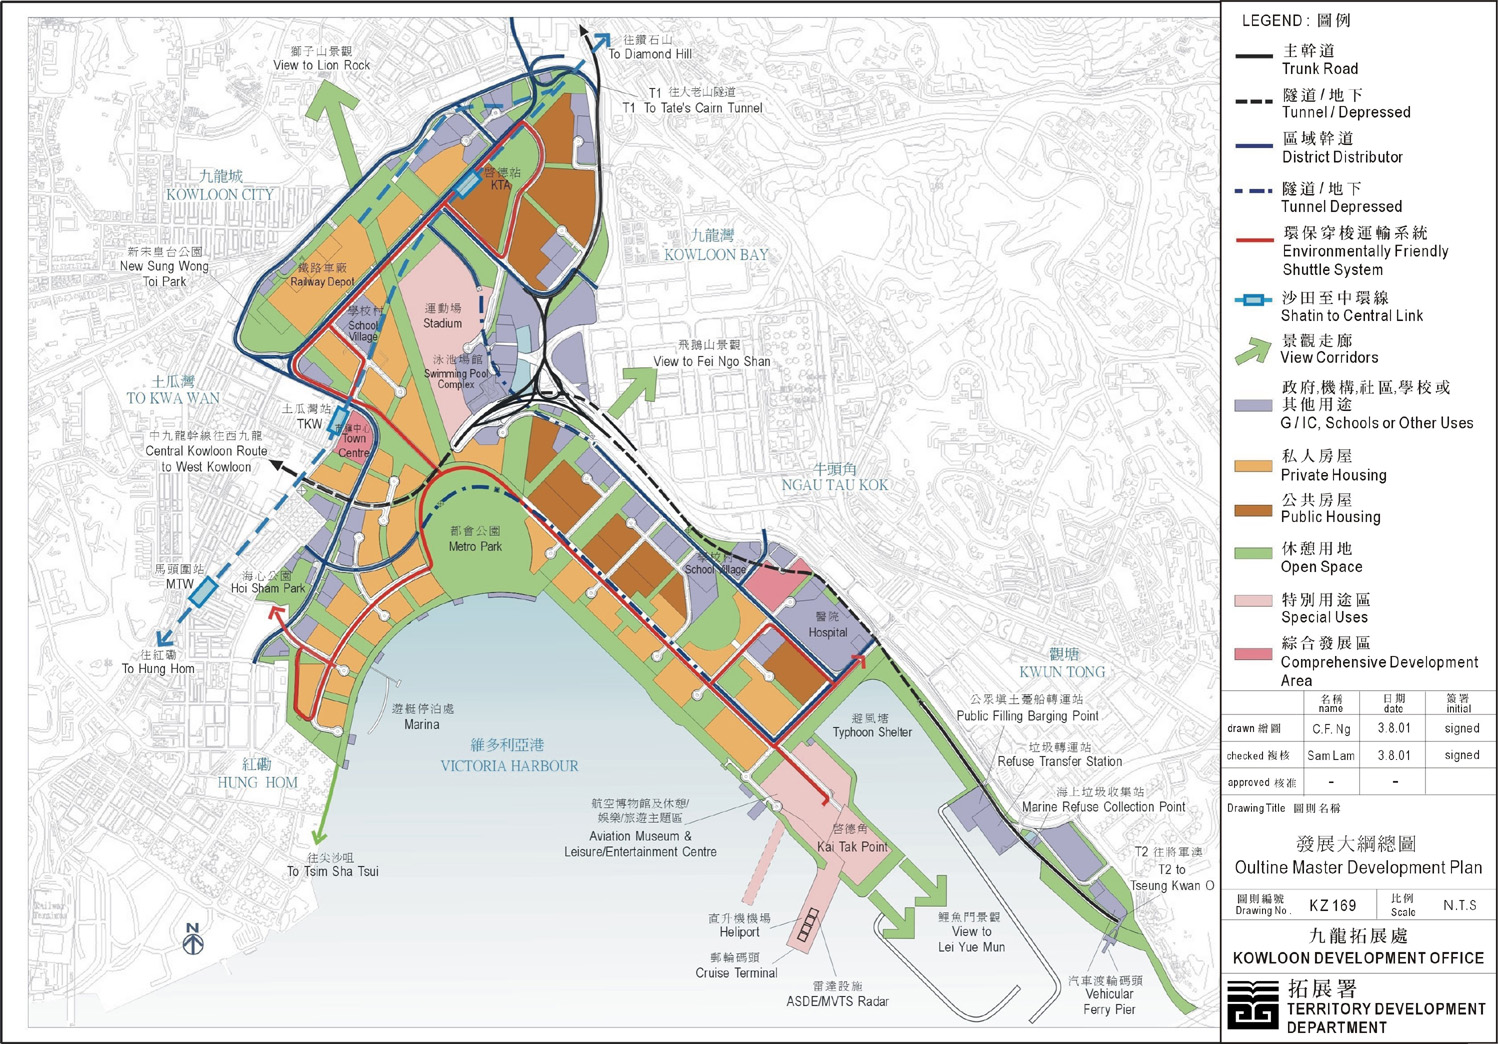 獅子山景觀
View to Lion Rock
往鑽石山
To Diamond Hill
T1 往大老山隧道
T1 To Tate's Cairn Tunnel
九龍城
KOWLOON CITY
啓德站
KTA
九龍灣
KOWLOON BAY
新宋皇台公園
New Sung Wong
Toi Park
鐵路車廠
Railway Depot
學校村
School
Village
運動場
Stadium
泳池場館
Swimming Pool
Complex
飛鵝山景觀
View to Fei Ngo Shan
土瓜灣
TO KWA WAN
土瓜灣站
TKW
市鎮中心
Town
Centre
中九龍幹線往西九龍
Central Kowloon Route
to West Kowloon
牛頭角
NGAU TAU KOK
都會公園
Metro Park
學校村
School Village
馬頭圍站
MTW
海心公園
Hoi Sham Park
醫院
Hospital
往紅磡
To Hung Hom
觀塘
KWUN TONG
公眾填土躉船轉運站
Public Filling Barging Point
遊艇停泊處
Marina
避風塘
Typhoon Shelter
維多利亞港
VICTORIA HARBOUR
垃圾轉運站
Refuse Transfer Station
紅磡
HUNG HOM
海上垃圾收集站
Marine Refuse Collection Point
航空博物館及休憩/
娛樂/旅遊主題區
Aviation Museum &
Leisure/Entertainment Centre
啓德角
Kai Tak Point
往尖沙咀
To Tsim Sha Tsui
T2 往將軍澳
T2 to
Tseung Kwan O
直升機機場
Heliport
鯉魚門景觀
View to
Lei Yue Mun
N
郵輪碼頭
Cruise Terminal
雷達設施
ASDE/MVTS Radar
汽車渡輪碼頭
Vehicular
Ferry Pier
LEGEND : 圖例
主幹道
Trunk Road
隧道/地下
Tunnel / Depressed
區域幹道
District Distributor
隧道/地下
Tunnel Depressed
環保穿梭運輸系統
Environmentally Friendly
Shuttle System
沙田至中環線
Shatin to Central Link
景觀走廊
View Corridors
政府,機構,社區,學校或
其他用途
G / IC, Schools or Other Uses
私人房屋
Private Housing
公共房屋
Public Housing
休憩用地
Open Space
特別用途區
Special Uses
綜合發展區
Comprehensive Development
Area
名稱 日期 簽署
name date initial
drawn 繪圖 C.F. Ng 3.8.01 signed
checked 複核 Sam Lam 3.8.01 signed
approved 核准 – –
Drawing Title 圖則名稱
發展大綱總圖
Oultine Master Development Plan
圖則編號 比例
Drawing No. KZ 169 Scale N.T.S
九龍拓展處
KOWLOON DEVELOPMENT OFFICE
拓展署
TERRITORY DEVELOPMENT
DEPARTMENT